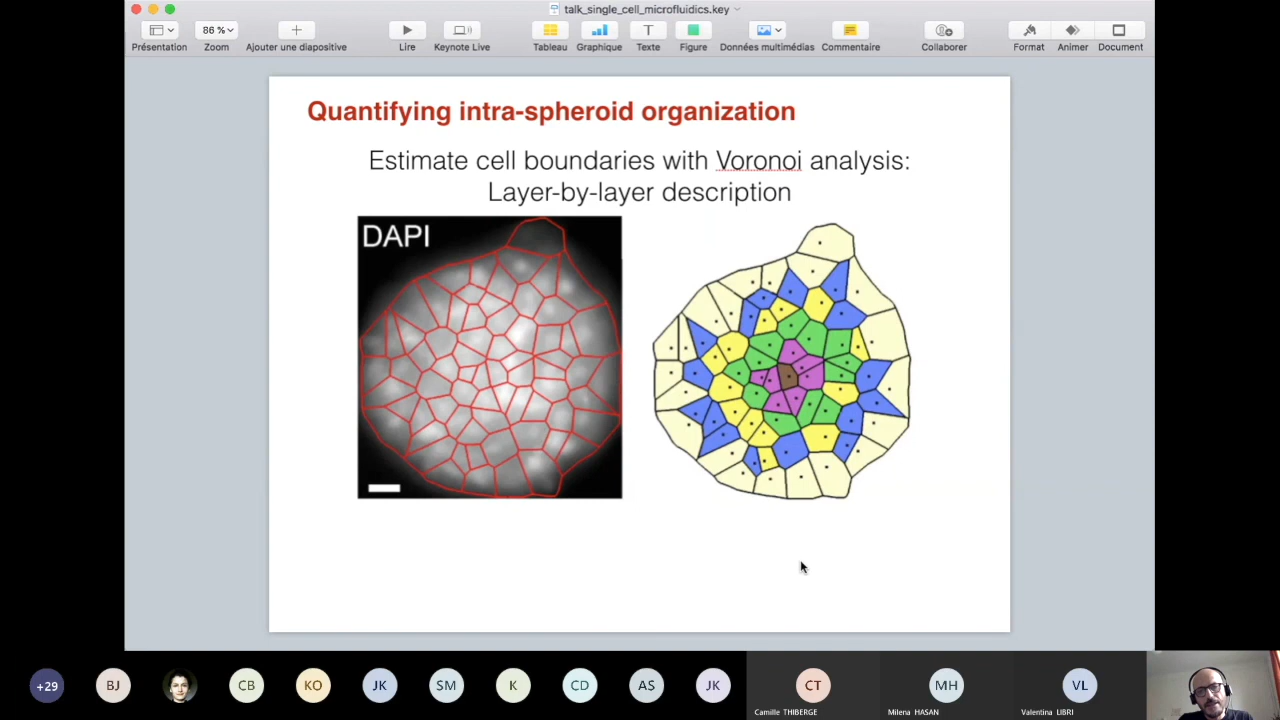 talk_single_cell_microfluidics.key
86 %
Présentation Zoom Ajouter une diapositive Lire Keynote Live Tableau Graphique Texte Figure Données multimédias Commentaire Collaborer Format Animer Document
Quantifying intra-spheroid organization
Estimate cell boundaries with Voronoi analysis:
Layer-by-layer description
DAPI
+29 BJ CB KO JK SM K CD AS JK CT MH VL
Camille THIBERGE Milena HASAN Valentina LIBRI